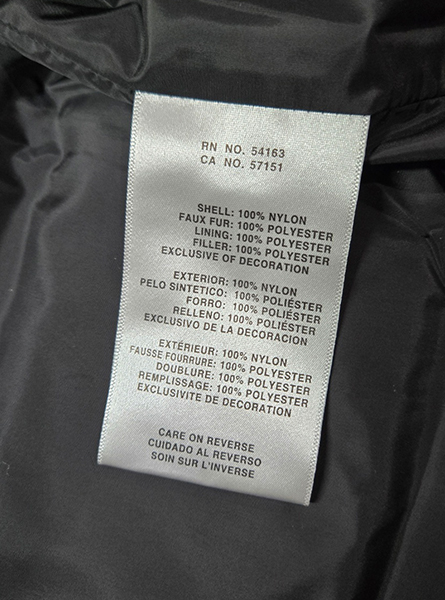 RN NO. 54163
CA NO. 57151
SHELL: 100% NYLON
FAUX FUR: 100% POLYESTER
LINING: 100% POLYESTER
FILLER: 100% POLYESTER
EXCLUSIVE OF DECORATION
EXTERIOR: 100% NYLON
PELO SINTETICO: 100% POLIÉSTER
FORRO: 100% POLIÉSTER
RELLENO: 100% POLIÉSTER
EXCLUSIVO DE LA DECORACION
EXTÉRIEUR: 100% NYLON
FAUSSE FOURRURE: 100% POLYESTER
DOUBLURE: 100% POLYESTER
REMPLISSAGE: 100% POLYESTER
EXCLUSIVITE DE DECORATION
CARE ON REVERSE
CUIDADO AL REVERSO
SOIN SUR L'INVERSE